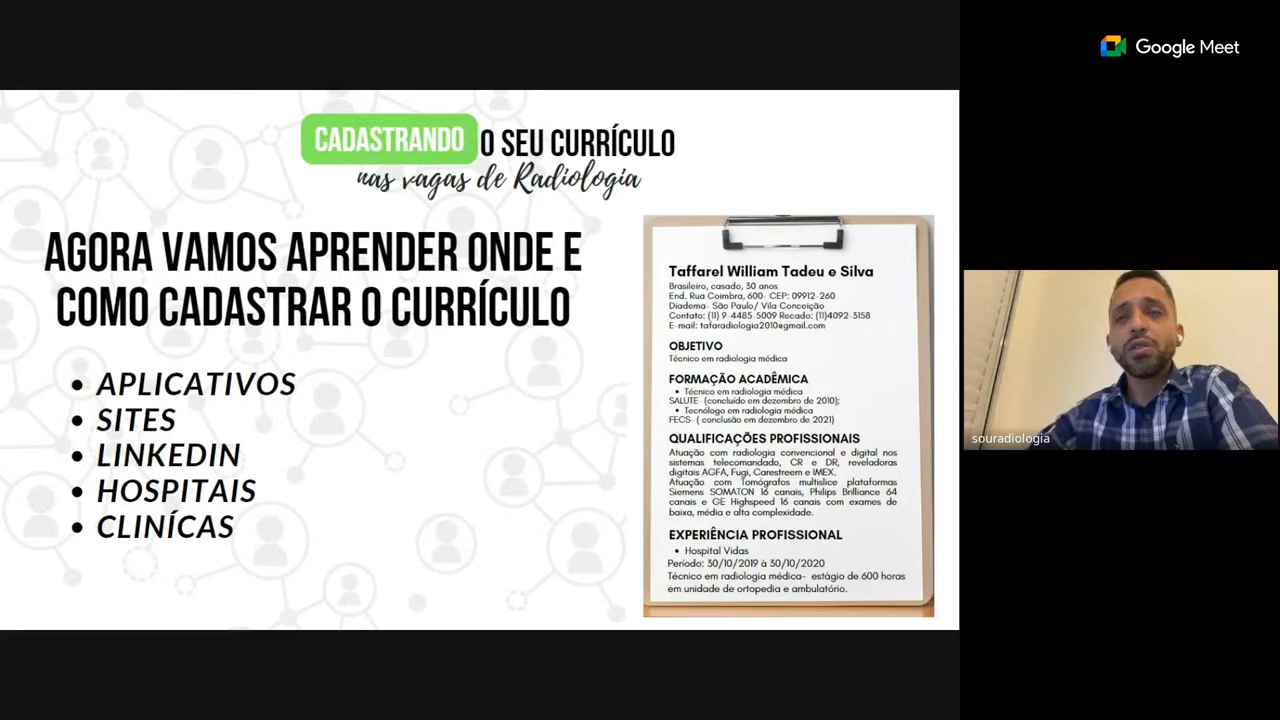 Google Meet
CADASTRANDO O SEU CURRÍCULO
nas vagas de Radiologia
AGORA VAMOS APRENDER ONDE E
COMO CADASTRAR O CURRÍCULO
• APLICATIVOS
• SITES
• LINKEDIN
• HOSPITAIS
• CLINÍCAS
Taffarel William Tadeu e Silva
Brasileiro, casado, 30 anos
End. Rua Coimbra, 600- CEP: 09912-260
Diadema- São Paulo/ Vila Conceição
Contato: (11) 9-4485-5009 Recado: (11)4092-3158
E-mail: tafaradiologia2010@gmail.com
OBJETIVO
Técnico em radiologia médica
FORMAÇÃO ACADÊMICA
• Técnico em radiologia médica
SALUTE- (concluído em dezembro de 2010);
• Tecnólogo em radiologia médica
FECS- ( conclusão em dezembro de 2021)
QUALIFICAÇÕES PROFISSIONAIS
Atuação com radiologia convencional e digital nos
sistemas telecomandado, CR e DR, reveladoras
digitais AGFA, Fugi, Carestreem e IMEX.
Atuação com Tomógrafos multislice plataformas
Siemens SOMATON 16 canais, Philips Brilliance 64
canais e GE Highspeed 16 canais com exames de
baixa, média e alta complexidade.
EXPERIÊNCIA PROFISSIONAL
• Hospital Vidas
Período: 30/10/2019 à 30/10/2020
Técnico em radiologia médica- estágio de 600 horas
em unidade de ortopedia e ambulatório.
souradiologia